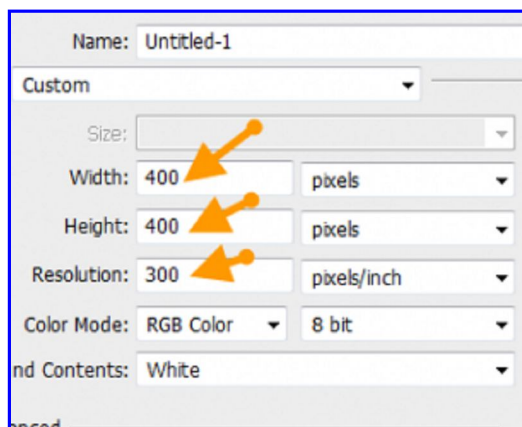 Name: Untitled-1
Custom
Size:
Width: 400 pixels
Height: 400 pixels
Resolution: 300 pixels/inch
Color Mode: RGB Color 8 bit
nd Contents: White